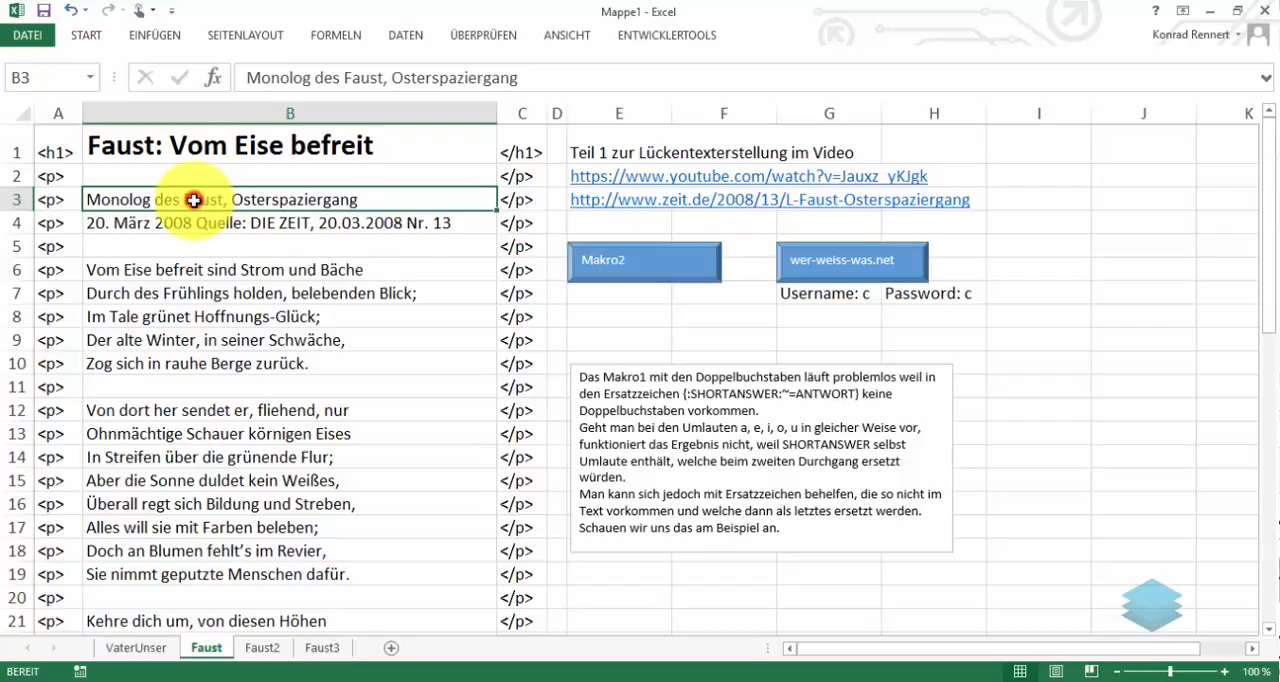 Mappe1 - Excel
?
DATEI START EINFÜGEN SEITENLAYOUT FORMELN DATEN ÜBERPRÜFEN ANSICHT ENTWICKLERTOOLS Konrad Rennert
B3 fx Monolog des Faust, Osterspaziergang
A B C D E F G H I J K
1 <h1> Faust: Vom Eise befreit </h1> Teil 1 zur Lückentexterstellung im Video
2 <p> </p> https://www.youtube.com/watch?v=Jauxz_yKJgk
3 <p> Monolog des Faust, Osterspaziergang </p> http://www.zeit.de/2008/13/L-Faust-Osterspaziergang
4 <p> 20. März 2008 Quelle: DIE ZEIT, 20.03.2008 Nr. 13 </p>
5 <p> </p>
Makro2 wer-weiss-was.net
6 <p> Vom Eise befreit sind Strom und Bäche </p>
7 <p> Durch des Frühlings holden, belebenden Blick; </p> Username: c Password: c
8 <p> Im Tale grünet Hoffnungs-Glück; </p>
9 <p> Der alte Winter, in seiner Schwäche, </p>
10 <p> Zog sich in rauhe Berge zurück. </p>
11 <p> </p>
12 <p> Von dort her sendet er, fliehend, nur </p>
13 <p> Ohnmächtige Schauer körnigen Eises </p>
14 <p> In Streifen über die grünende Flur; </p>
15 <p> Aber die Sonne duldet kein Weißes, </p>
16 <p> Überall regt sich Bildung und Streben, </p>
17 <p> Alles will sie mit Farben beleben; </p>
18 <p> Doch an Blumen fehlt's im Revier, </p>
19 <p> Sie nimmt geputzte Menschen dafür. </p>
20 <p> </p>
21 <p> Kehre dich um, von diesen Höhen </p>
Das Makro1 mit den Doppelbuchstaben läuft problemlos weil in
den Ersatzzeichen {:SHORTANSWER:~=ANTWORT} keine
Doppelbuchstaben vorkommen.
Geht man bei den Umlauten a, e, i, o, u in gleicher Weise vor,
funktioniert das Ergebnis nicht, weil SHORTANSWER selbst
Umlaute enthält, welche beim zweiten Durchgang ersetzt
würden.
Man kann sich jedoch mit Ersatzzeichen behelfen, die so nicht im
Text vorkommen und welche dann als letztes ersetzt werden.
Schauen wir uns das am Beispiel an.
VaterUnser Faust Faust2 Faust3
BEREIT 100 %